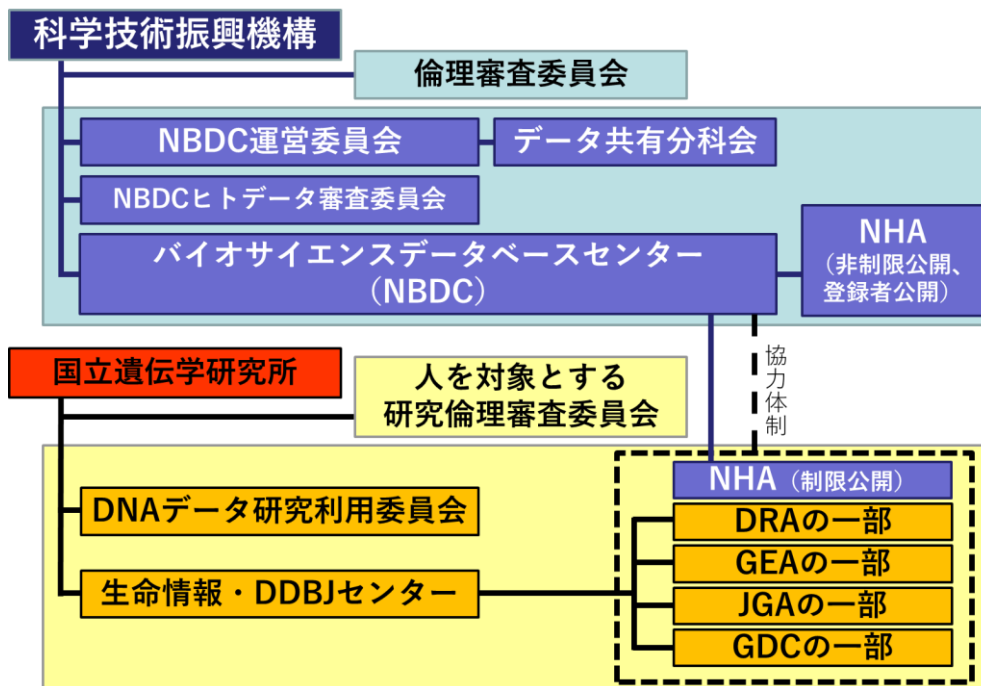 科学技術振興機構
倫理審査委員会
NBDC運営委員会
データ共有分科会
NBDCヒトデータ審査委員会
バイオサイエンスデータベースセンター
（NBDC）
NHA
（非制限公開、
登録者公開）
協力体制
国立遺伝学研究所
人を対象とする
研究倫理審査委員会
NHA（制限公開）
DNAデータ研究利用委員会
DRAの一部
GEAの一部
生命情報・DDBJセンター
JGAの一部
GDCの一部